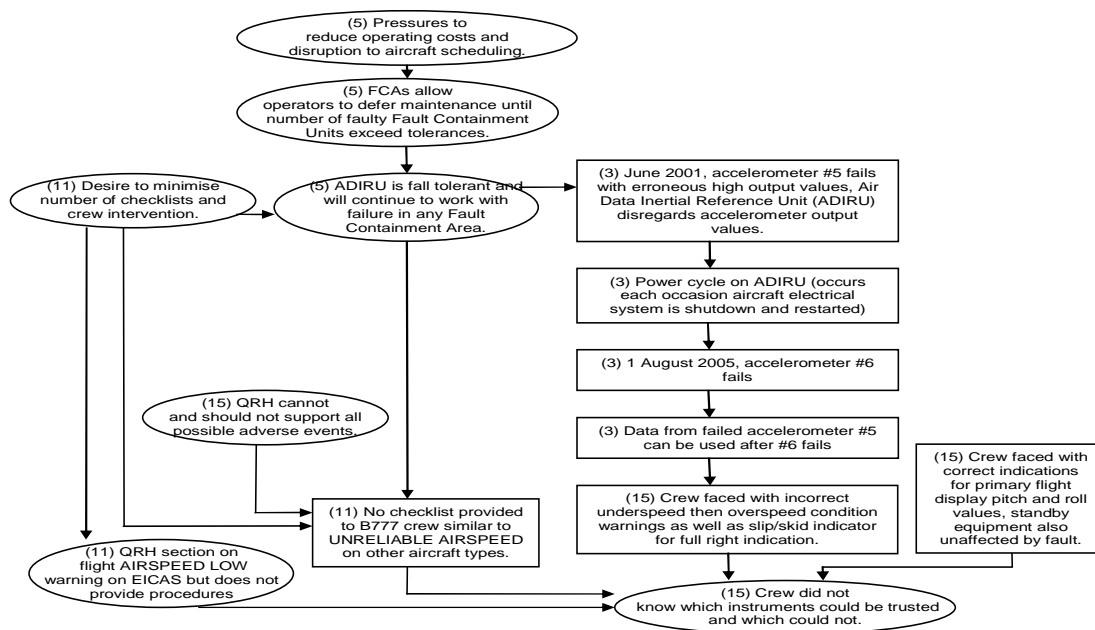 (5) Pressures to
reduce operating costs and
disruption to aircraft scheduling.
(5) FCAs allow
operators to defer maintenance until
number of faulty Fault Containment
Units exceed tolerances.
(11) Desire to minimise
number of checklists and
crew intervention.
(5) ADIRU is fall tolerant and
will continue to work with
failure in any Fault
Containment Area.
(3) June 2001, accelerometer #5 fails
with erroneous high output values, Air
Data Inertial Reference Unit (ADIRU)
disregards accelerometer output
values.
(3) Power cycle on ADIRU (occurs
each occasion aircraft electrical
system is shutdown and restarted)
(3) 1 August 2005, accelerometer #6
fails
(15) QRH cannot
and should not support all
possible adverse events.
(3) Data from failed accelerometer #5
can be used after #6 fails
(15) Crew faced with
correct indications
for primary flight
display pitch and roll
values, standby
equipment also
unaffected by fault.
(11) No checklist provided
to B777 crew similar to
UNRELIABLE AIRSPEED
on other aircraft types.
(15) Crew faced with incorrect
underspeed then overspeed condition
warnings as well as slip/skid indicator
for full right indication.
(11) QRH section on
flight AIRSPEED LOW
warning on EICAS but does not
provide procedures
(15) Crew did not
know which instruments could be trusted
and which could not.